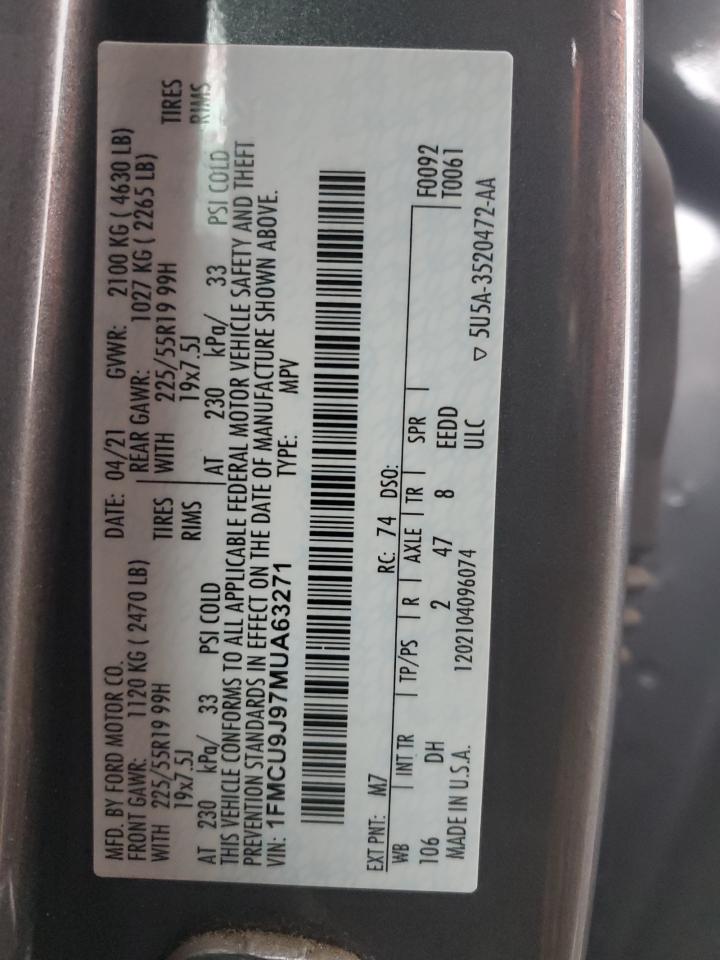 MFD. BY FORD MOTOR CO. DATE: 04/21 GVWR: 2100 KG ( 4630 LB)
FRONT GAWR: 1120 KG ( 2470 LB) REAR GAWR: 1027 KG ( 2265 LB)
WITH 225/55R19 99H TIRES WITH 225/55R19 99H TIRES
19x7.5J RIMS 19x7.5J RIMS
AT 230 kPa/ 33 PSI COLD AT 230 kPa/ 33 PSI COLD
THIS VEHICLE CONFORMS TO ALL APPLICABLE FEDERAL MOTOR VEHICLE SAFETY AND THEFT
PREVENTION STANDARDS IN EFFECT ON THE DATE OF MANUFACTURE SHOWN ABOVE.
VIN: 1FMCU9J97MUA63271 TYPE: MPV
EXT PNT: M7 RC: 74 DSO:
WB INT TR TP/PS R AXLE TR SPR F0092
106 DH 2 47 8 EEDD T0061
MADE IN U.S.A. 1202104096074 ULC ▽ 5U5A-3520472-AA